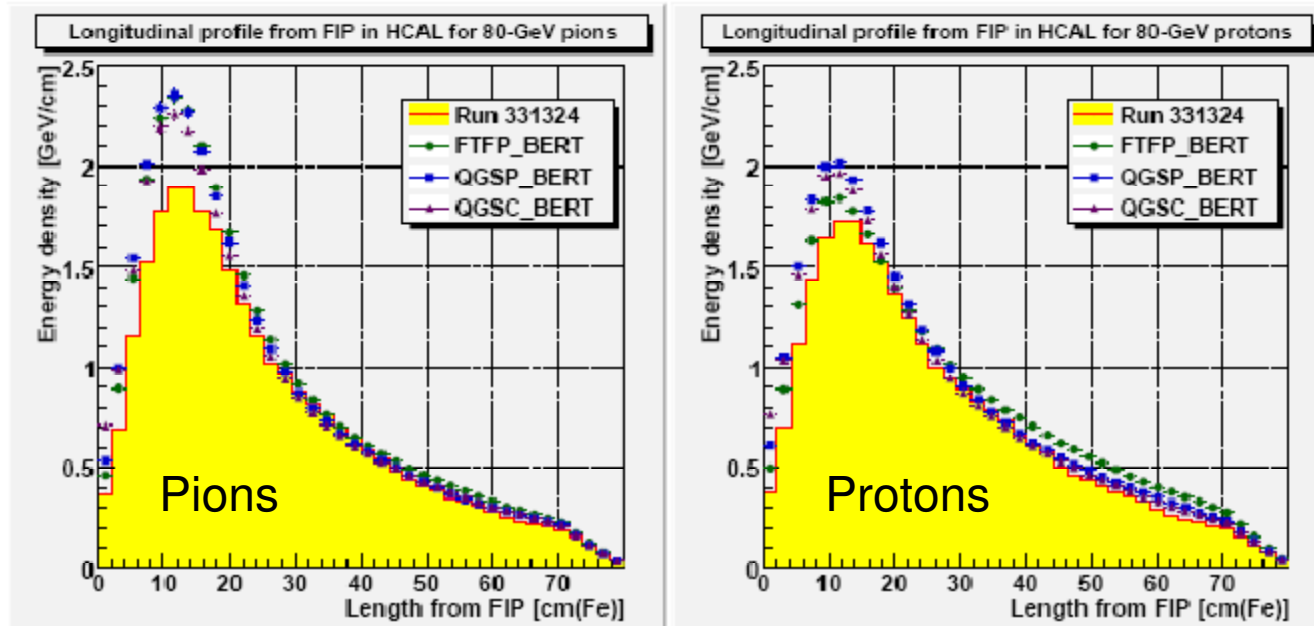 Longitudinal profile from FIP in HCAL for 80-GeV pions
Energy density [GeV/cm]
2.5
2
1.5
1
0.5
0
Run 331324
FTFP_BERT
QGSP_BERT
QGSC_BERT
Pions
0 10 20 30 40 50 60 70
Length from FIP [cm(Fe)]
Longitudinal profile from FIP in HCAL for 80-GeV protons
Energy density [GeV/cm]
2.5
2
1.5
1
0.5
0
Run 331324
FTFP_BERT
QGSP_BERT
QGSC_BERT
Protons
0 10 20 30 40 50 60 70
Length from FIP [cm(Fe)]